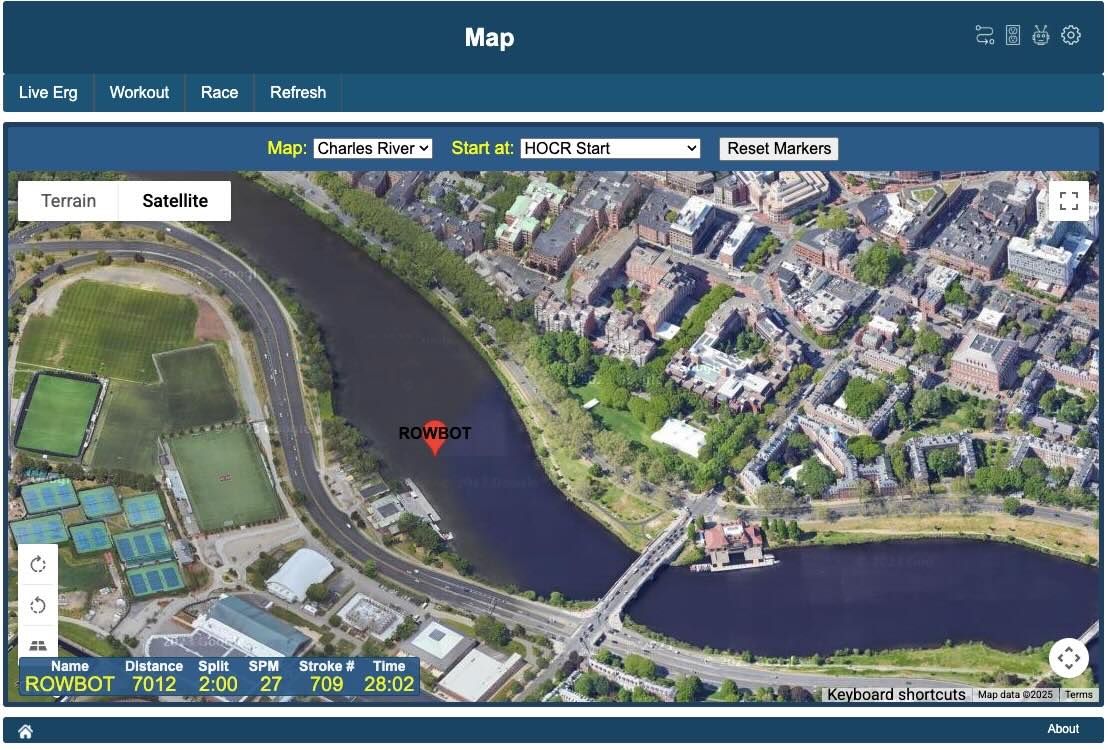 Map
Live Erg Workout Race Refresh
Map: Charles River Start at: HOCR Start Reset Markers
Terrain Satellite
ROWBOT
Name Distance Split SPM Stroke # Time
ROWBOT 7012 2:00 27 709 28:02
Keyboard shortcuts Map data ©2025 Terms
About